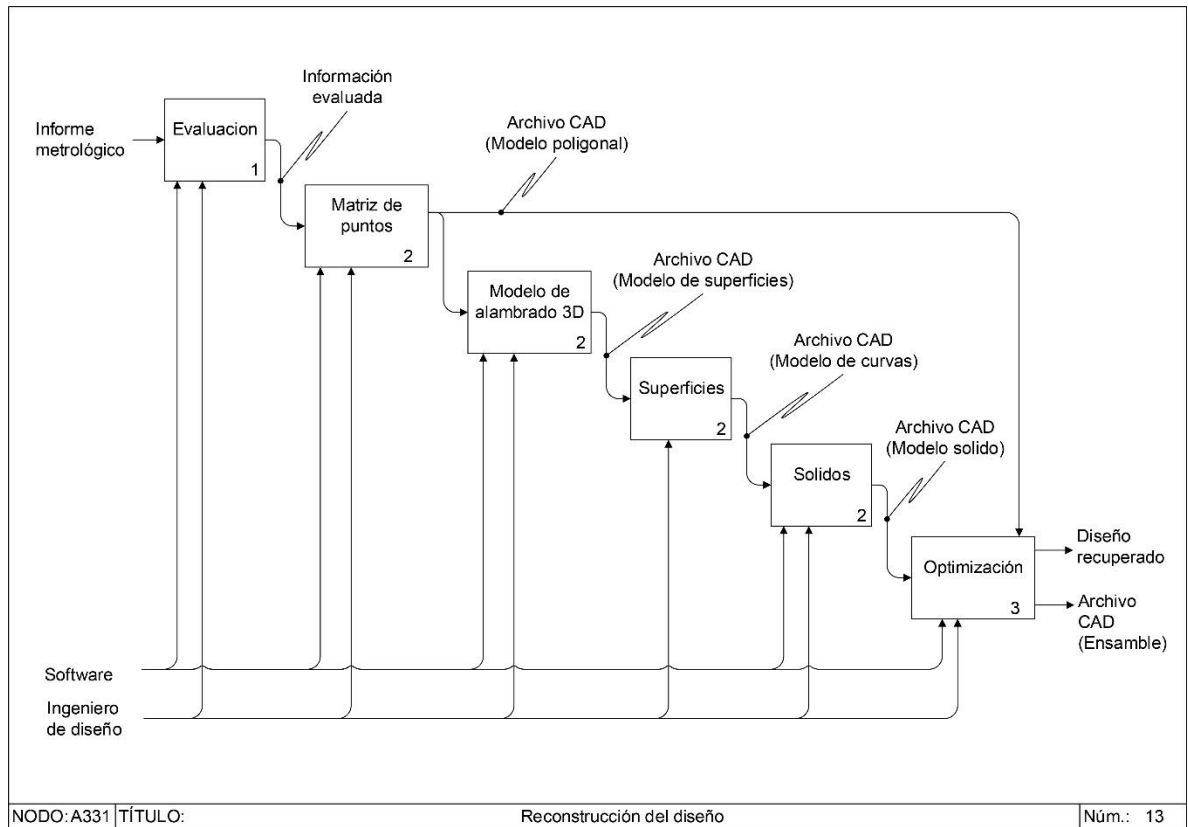 Información
evaluada
Informe
metrológico
Evaluacion
1
Archivo CAD
(Modelo poligonal)
Matriz de
puntos
2
Archivo CAD
(Modelo de superficies)
Modelo de
alambrado 3D
2
Archivo CAD
(Modelo de curvas)
Superficies
2
Archivo CAD
(Modelo solido)
Solidos
2
Optimización
3
Diseño
recuperado
Archivo
CAD
(Ensamble)
Software
Ingeniero
de diseño
NODO: A331 TÍTULO: Reconstrucción del diseño Núm.: 13